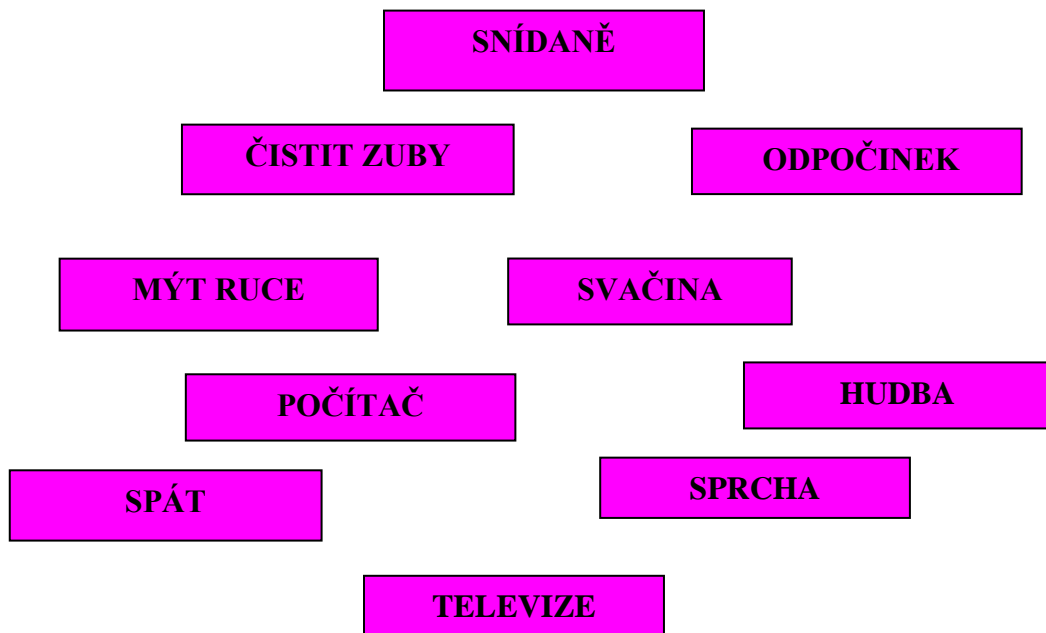 SNÍDANĚ
ČISTIT ZUBY
ODPOČINEK
MÝT RUCE
SVAČINA
POČÍTAČ
HUDBA
SPÁT
SPRCHA
TELEVIZE